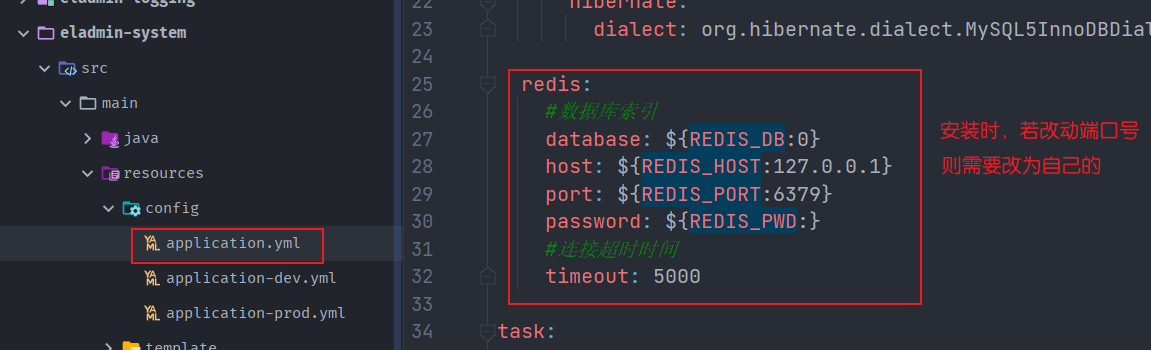 eladmin-logging
eladmin-system
src
main
java
resources
config
application.yml
application-dev.yml
application-prod.yml
template
22 hibernate:
23 dialect: org.hibernate.dialect.MySQL5InnoDBDial
24
25 redis:
26 #数据库索引
27 database: ${REDIS_DB:0}
28 host: ${REDIS_HOST:127.0.0.1}
29 port: ${REDIS_PORT:6379}
30 password: ${REDIS_PWD:}
31 #连接超时时间
32 timeout: 5000
33
34 task:
安装时，若改动端口号
则需要改为自己的